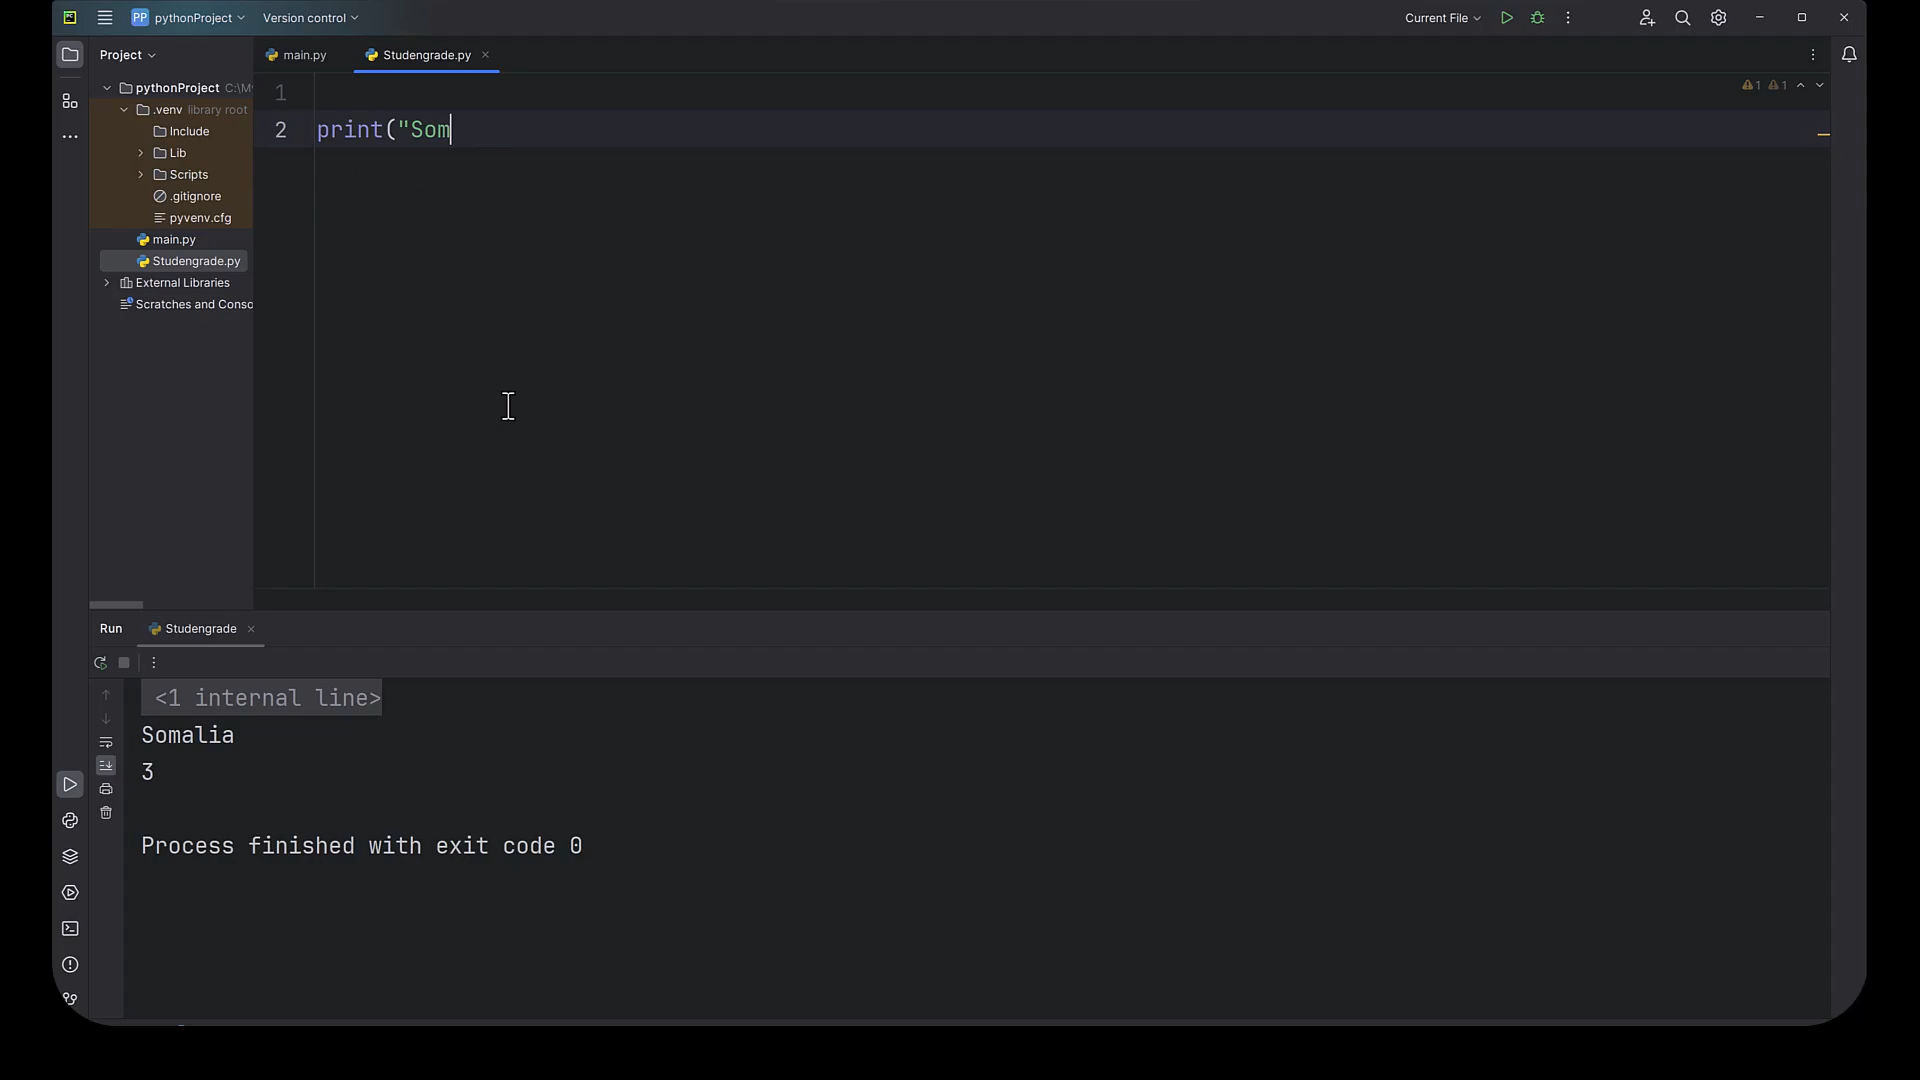 PC
PP pythonProject
Version control
Current File
Project
main.py
Studengrade.py
pythonProject C:\M
.venv library root
Include
Lib
Scripts
.gitignore
pyvenv.cfg
main.py
Studengrade.py
External Libraries
Scratches and Conso
1
2 print("Som
1 1
Run
Studengrade
<1 internal line>
Somalia
3
Process finished with exit code 0